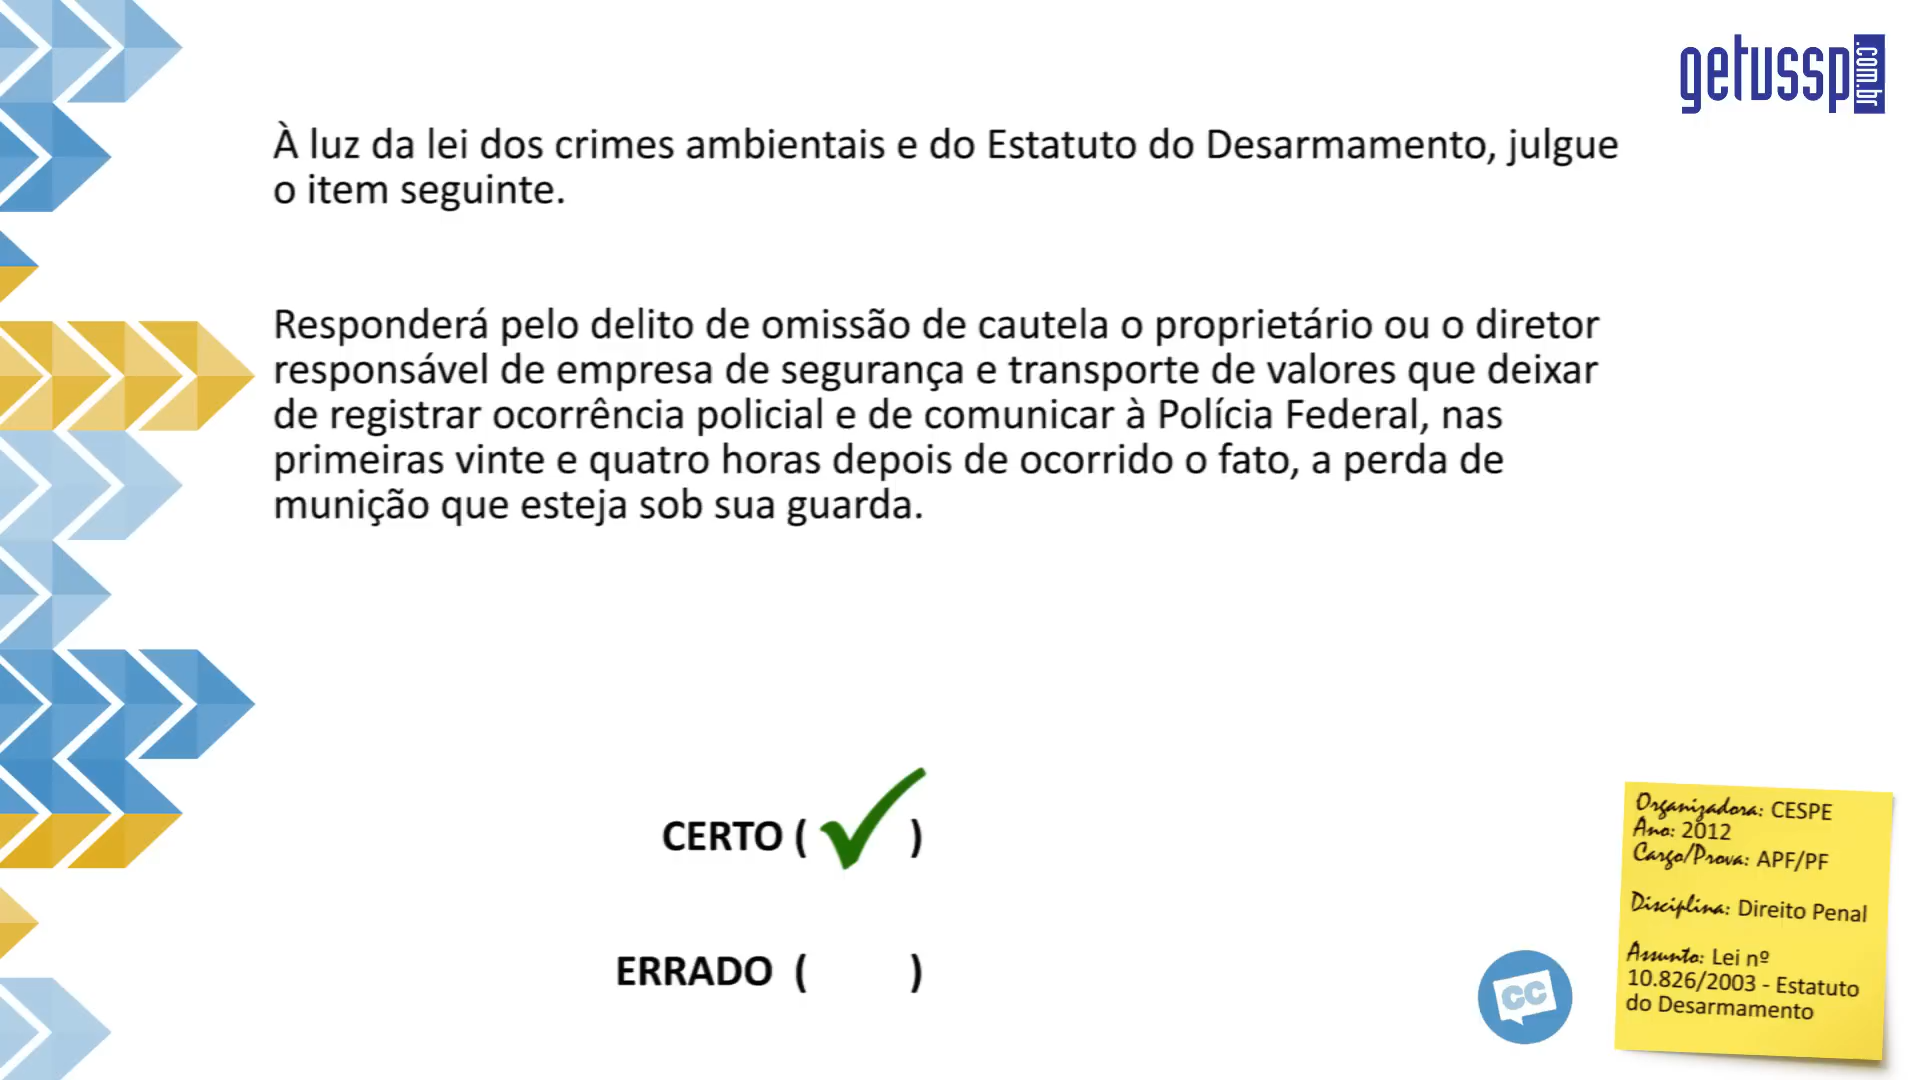 getussp.com.br
À luz da lei dos crimes ambientais e do Estatuto do Desarmamento, julgue
o item seguinte.
Responderá pelo delito de omissão de cautela o proprietário ou o diretor
responsável de empresa de segurança e transporte de valores que deixar
de registrar ocorrência policial e de comunicar à Polícia Federal, nas
primeiras vinte e quatro horas depois de ocorrido o fato, a perda de
munição que esteja sob sua guarda.
CERTO ( )
ERRADO ( )
CC
Organizadora: CESPE
Ano: 2012
Cargo/Prova: APF/PF
Disciplina: Direito Penal
Assunto: Lei nº
10.826/2003 - Estatuto
do Desarmamento